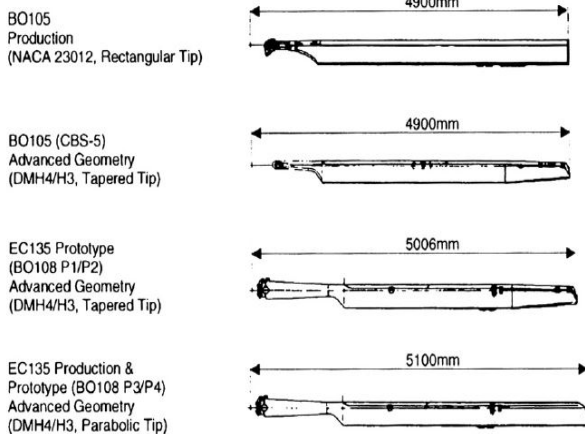 4900mm
BO105
Production
(NACA 23012, Rectangular Tip)
4900mm
BO105 (CBS-5)
Advanced Geometry
(DMH4/H3, Tapered Tip)
5006mm
EC135 Prototype
(BO108 P1/P2)
Advanced Geometry
(DMH4/H3, Tapered Tip)
5100mm
EC135 Production &
Prototype (BO108 P3/P4)
Advanced Geometry
(DMH4/H3, Parabolic Tip)